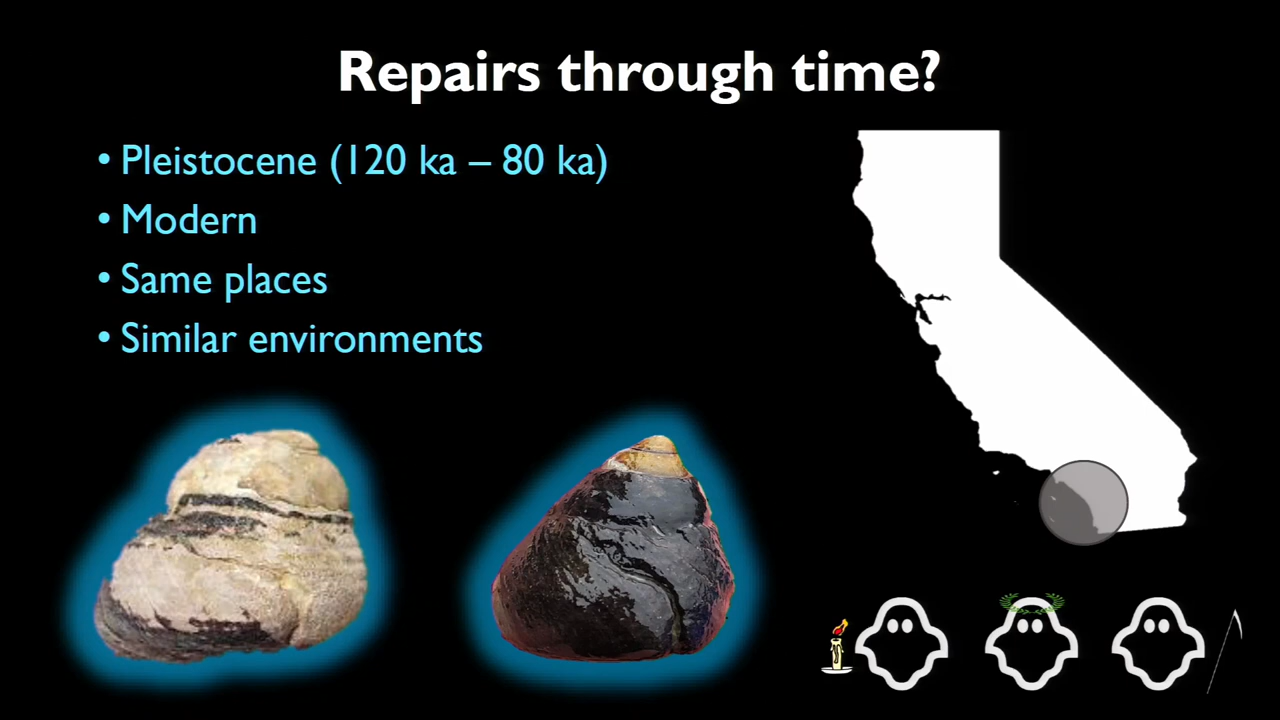 Repairs through time?
• Pleistocene (120 ka – 80 ka)
• Modern
• Same places
• Similar environments